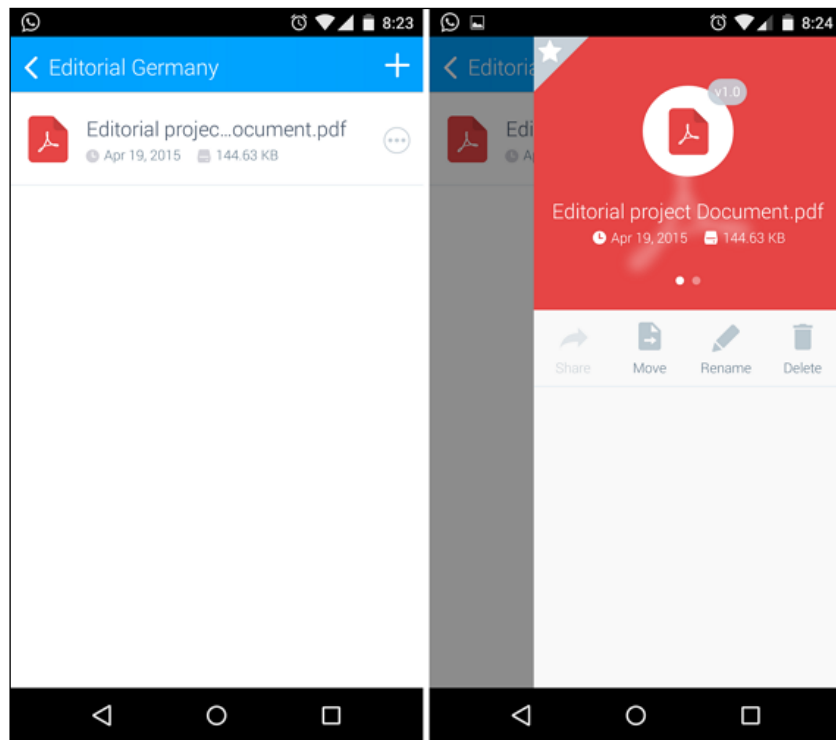 8:23
Editorial Germany
Editorial projec...ocument.pdf
Apr 19, 2015 144.63 KB
8:24
Editoria
v1.0
Edi
A
Editorial project Document.pdf
Apr 19, 2015 144.63 KB
Share Move Rename Delete